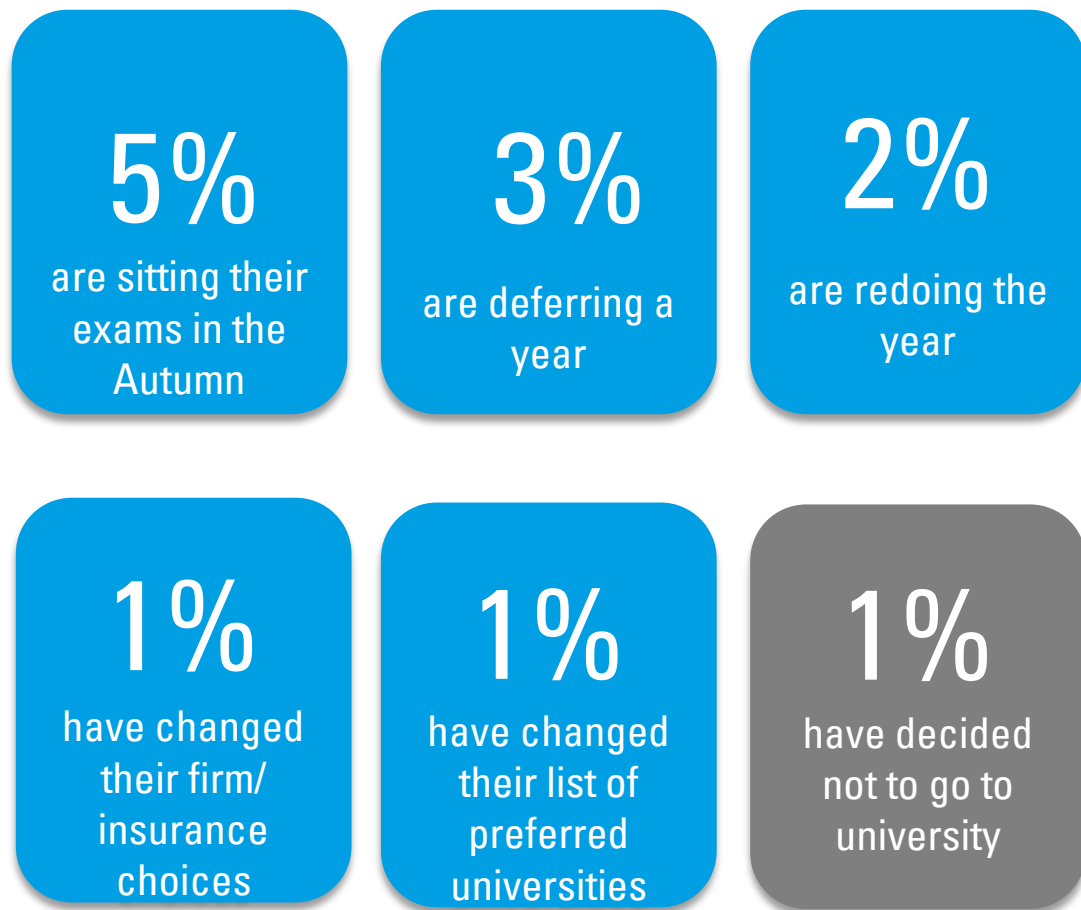 5%
are sitting their
exams in the
Autumn
3%
are deferring a
year
2%
are redoing the
year
1%
have changed
their firm/
insurance
choices
1%
have changed
their list of
preferred
universities
1%
have decided
not to go to
university